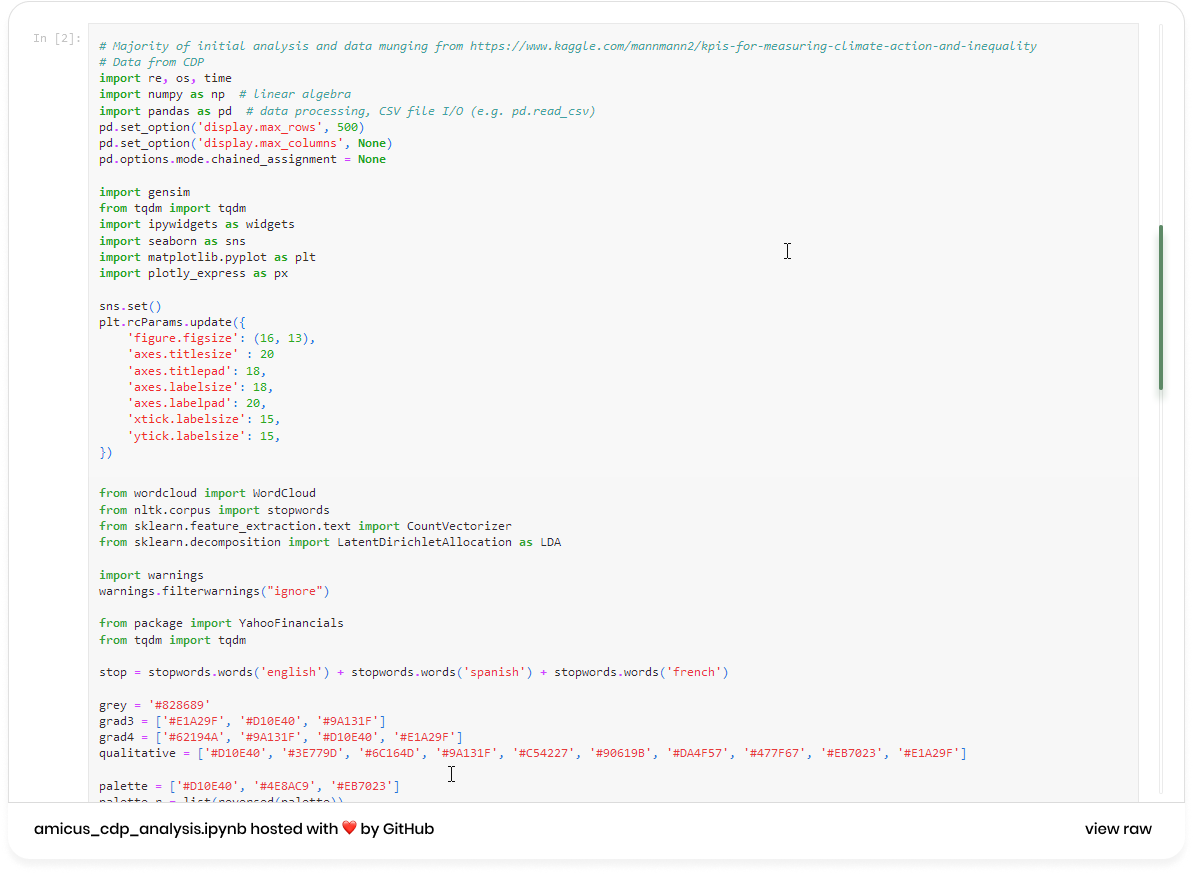 In [2]:
# Majority of initial analysis and data munging from https://www.kaggle.com/mannmann2/kpis-for-measuring-climate-action-and-inequality
# Data from CDP
import re, os, time
import numpy as np  # linear algebra
import pandas as pd  # data processing, CSV file I/O (e.g. pd.read_csv)
pd.set_option('display.max_rows', 500)
pd.set_option('display.max_columns', None)
pd.options.mode.chained_assignment = None

import gensim
from tqdm import tqdm
import ipywidgets as widgets
import seaborn as sns
import matplotlib.pyplot as plt
import plotly_express as px

sns.set()
plt.rcParams.update({
    'figure.figsize': (16, 13),
    'axes.titlesize' : 20
    'axes.titlepad': 18,
    'axes.labelsize': 18,
    'axes.labelpad': 20,
    'xtick.labelsize': 15,
    'ytick.labelsize': 15,
})

from wordcloud import WordCloud
from nltk.corpus import stopwords
from sklearn.feature_extraction.text import CountVectorizer
from sklearn.decomposition import LatentDirichletAllocation as LDA

import warnings
warnings.filterwarnings("ignore")

from package import YahooFinancials
from tqdm import tqdm

stop = stopwords.words('english') + stopwords.words('spanish') + stopwords.words('french')

grey = '#828689'
grad3 = ['#E1A29F', '#D10E40', '#9A131F']
grad4 = ['#62194A', '#9A131F', '#D10E40', '#E1A29F']
qualitative = ['#D10E40', '#3E779D', '#6C164D', '#9A131F', '#C54227', '#90619B', '#DA4F57', '#477F67', '#EB7023', '#E1A29F']

palette = ['#D10E40', '#4E8AC9', '#EB7023']
palette_r = list(reversed(palette))
amicus_cdp_analysis.ipynb hosted with ❤ by GitHub
view raw